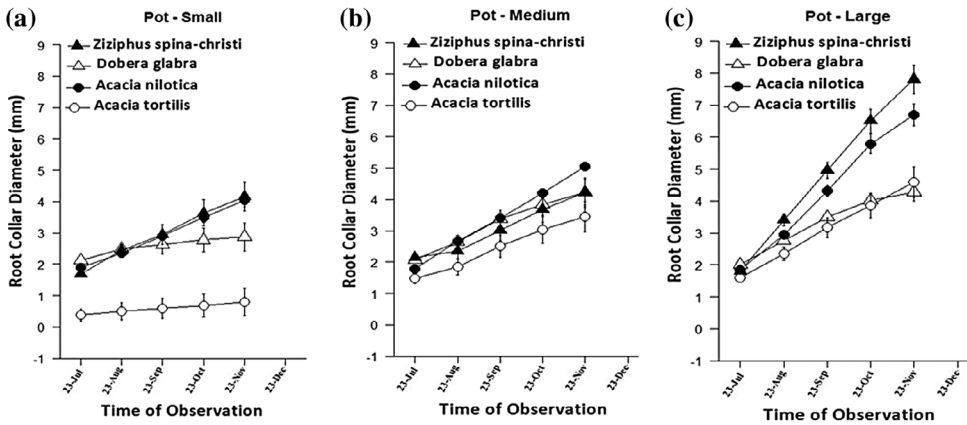 (a)
Pot - Small
Ziziphus spina-christi
Dobera glabra
Acacia nilotica
Acacia tortilis
Root Collar Diameter (mm)
9
8
7
6
5
4
3
2
1
0
-1
23-Jul
23-Aug
23-Sep
23-Oct
23-Nov
23-Dec
Time of Observation
(b)
Pot - Medium
Ziziphus spina-christi
Dobera glabra
Acacia nilotica
Acacia tortilis
Root Collar Diameter (mm)
9
8
7
6
5
4
3
2
1
0
-1
23-Jul
23-Aug
23-Sep
23-Oct
23-Nov
23-Dec
Time of Observation
(c)
Pot - Large
Ziziphus spina-christi
Dobera glabra
Acacia nilotica
Acacia tortilis
Root Collar Diameter (mm)
9
8
7
6
5
4
3
2
1
0
-1
23-Jul
23-Aug
23-Sep
23-Oct
23-Nov
23-Dec
Time of Observation